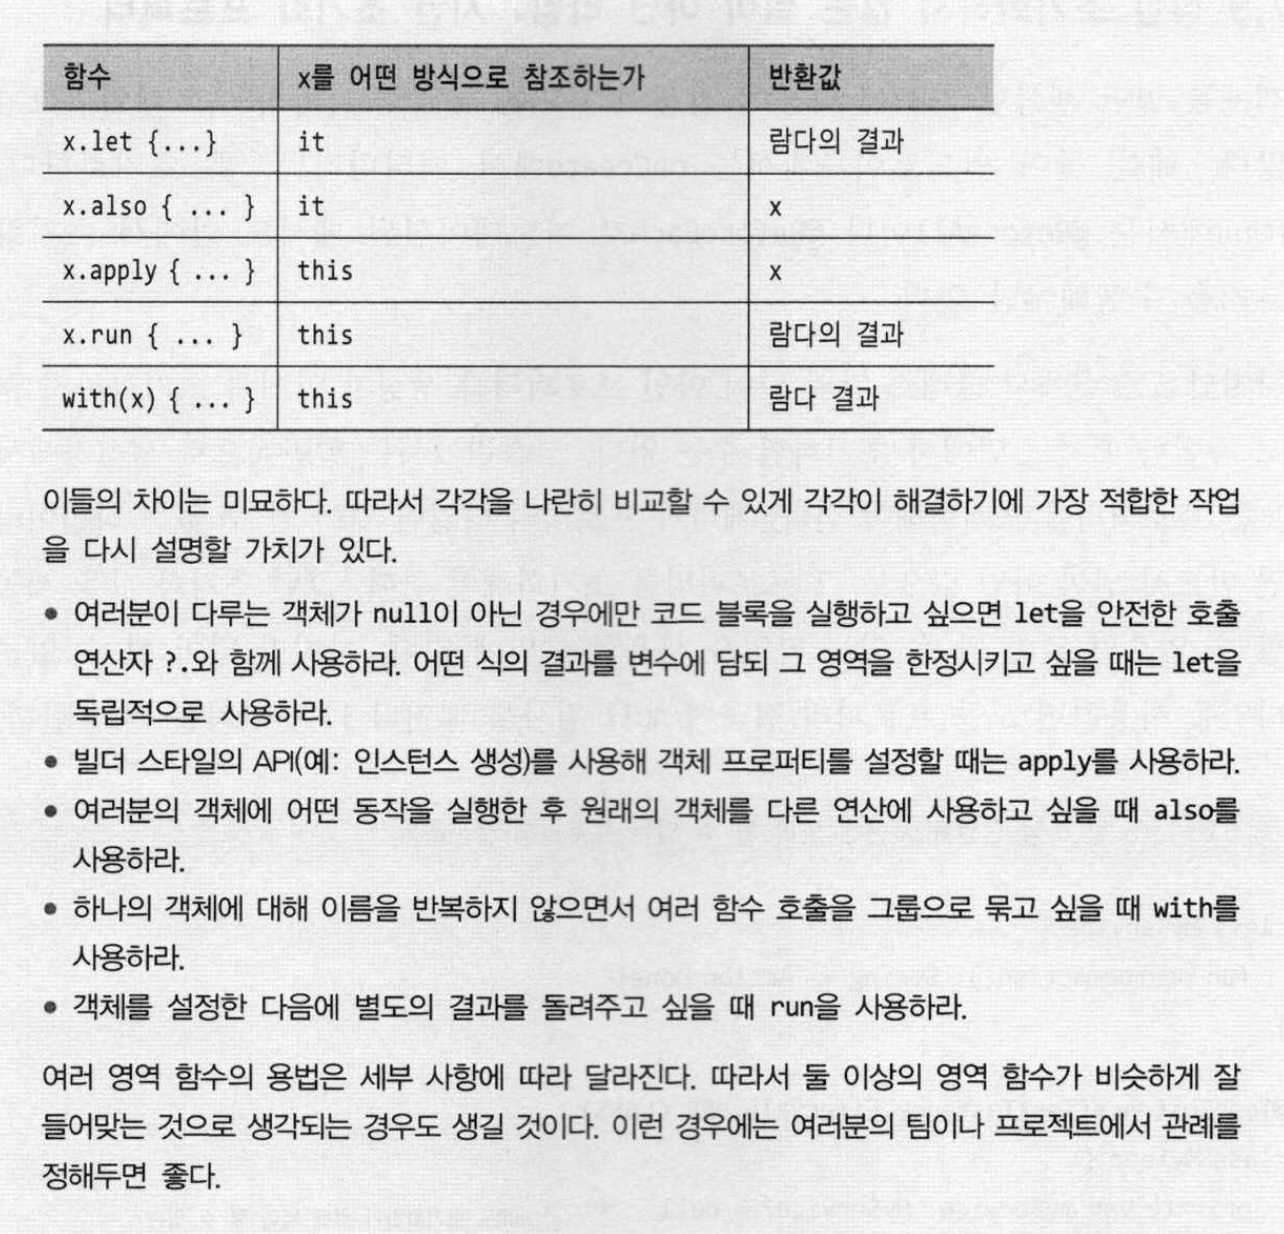 함수 x를 어떤 방식으로 참조하는가 반환값
x.let {...} it 람다의 결과
x.also { ... } it x
x.apply { ... } this x
x.run { ... } this 람다의 결과
with(x) { ... } this 람다 결과
이들의 차이는 미묘하다. 따라서 각각을 나란히 비교할 수 있게 각각이 해결하기에 가장 적합한 작업
을 다시 설명할 가치가 있다.
• 여러분이 다루는 객체가 null이 아닌 경우에만 코드 블록을 실행하고 싶으면 let을 안전한 호출
연산자 ?.와 함께 사용하라. 어떤 식의 결과를 변수에 담되 그 영역을 한정시키고 싶을 때는 let을
독립적으로 사용하라.
• 빌더 스타일의 API(예: 인스턴스 생성)를 사용해 객체 프로퍼티를 설정할 때는 apply를 사용하라.
• 여러분의 객체에 어떤 동작을 실행한 후 원래의 객체를 다른 연산에 사용하고 싶을 때 also를
사용하라.
• 하나의 객체에 대해 이름을 반복하지 않으면서 여러 함수 호출을 그룹으로 묶고 싶을 때 with를
사용하라.
• 객체를 설정한 다음에 별도의 결과를 돌려주고 싶을 때 run을 사용하라.
여러 영역 함수의 용법은 세부 사항에 따라 달라진다. 따라서 둘 이상의 영역 함수가 비슷하게 잘
들어맞는 것으로 생각되는 경우도 생길 것이다. 이런 경우에는 여러분의 팀이나 프로젝트에서 관례를
정해두면 좋다.